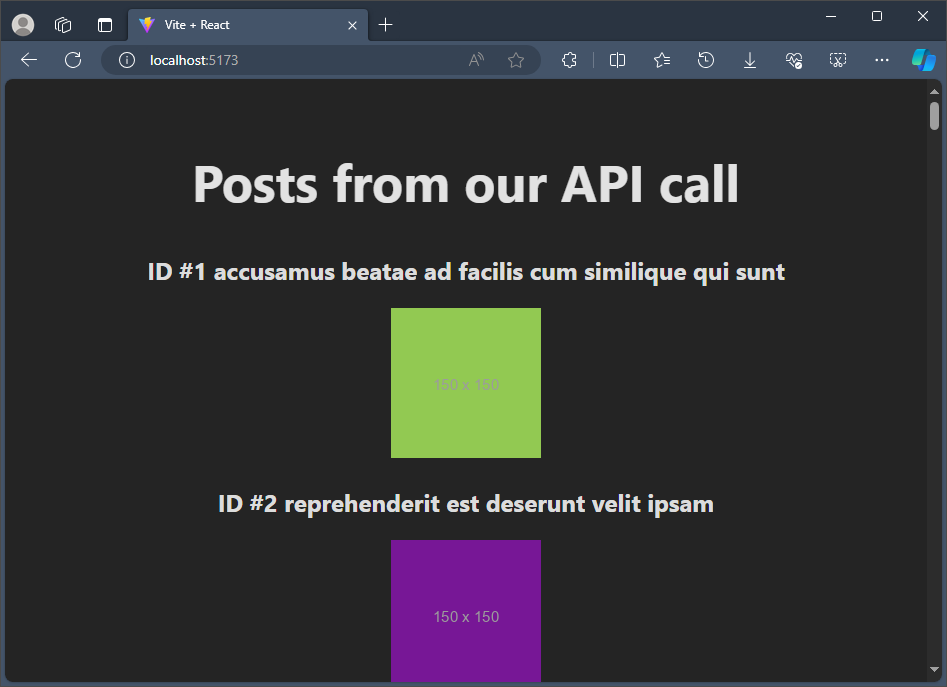 Vite + React
localhost:5173
Posts from our API call
ID #1 accusamus beatae ad facilis cum similique qui sunt
150 x 150
ID #2 reprehenderit est deserunt velit ipsam
150 x 150